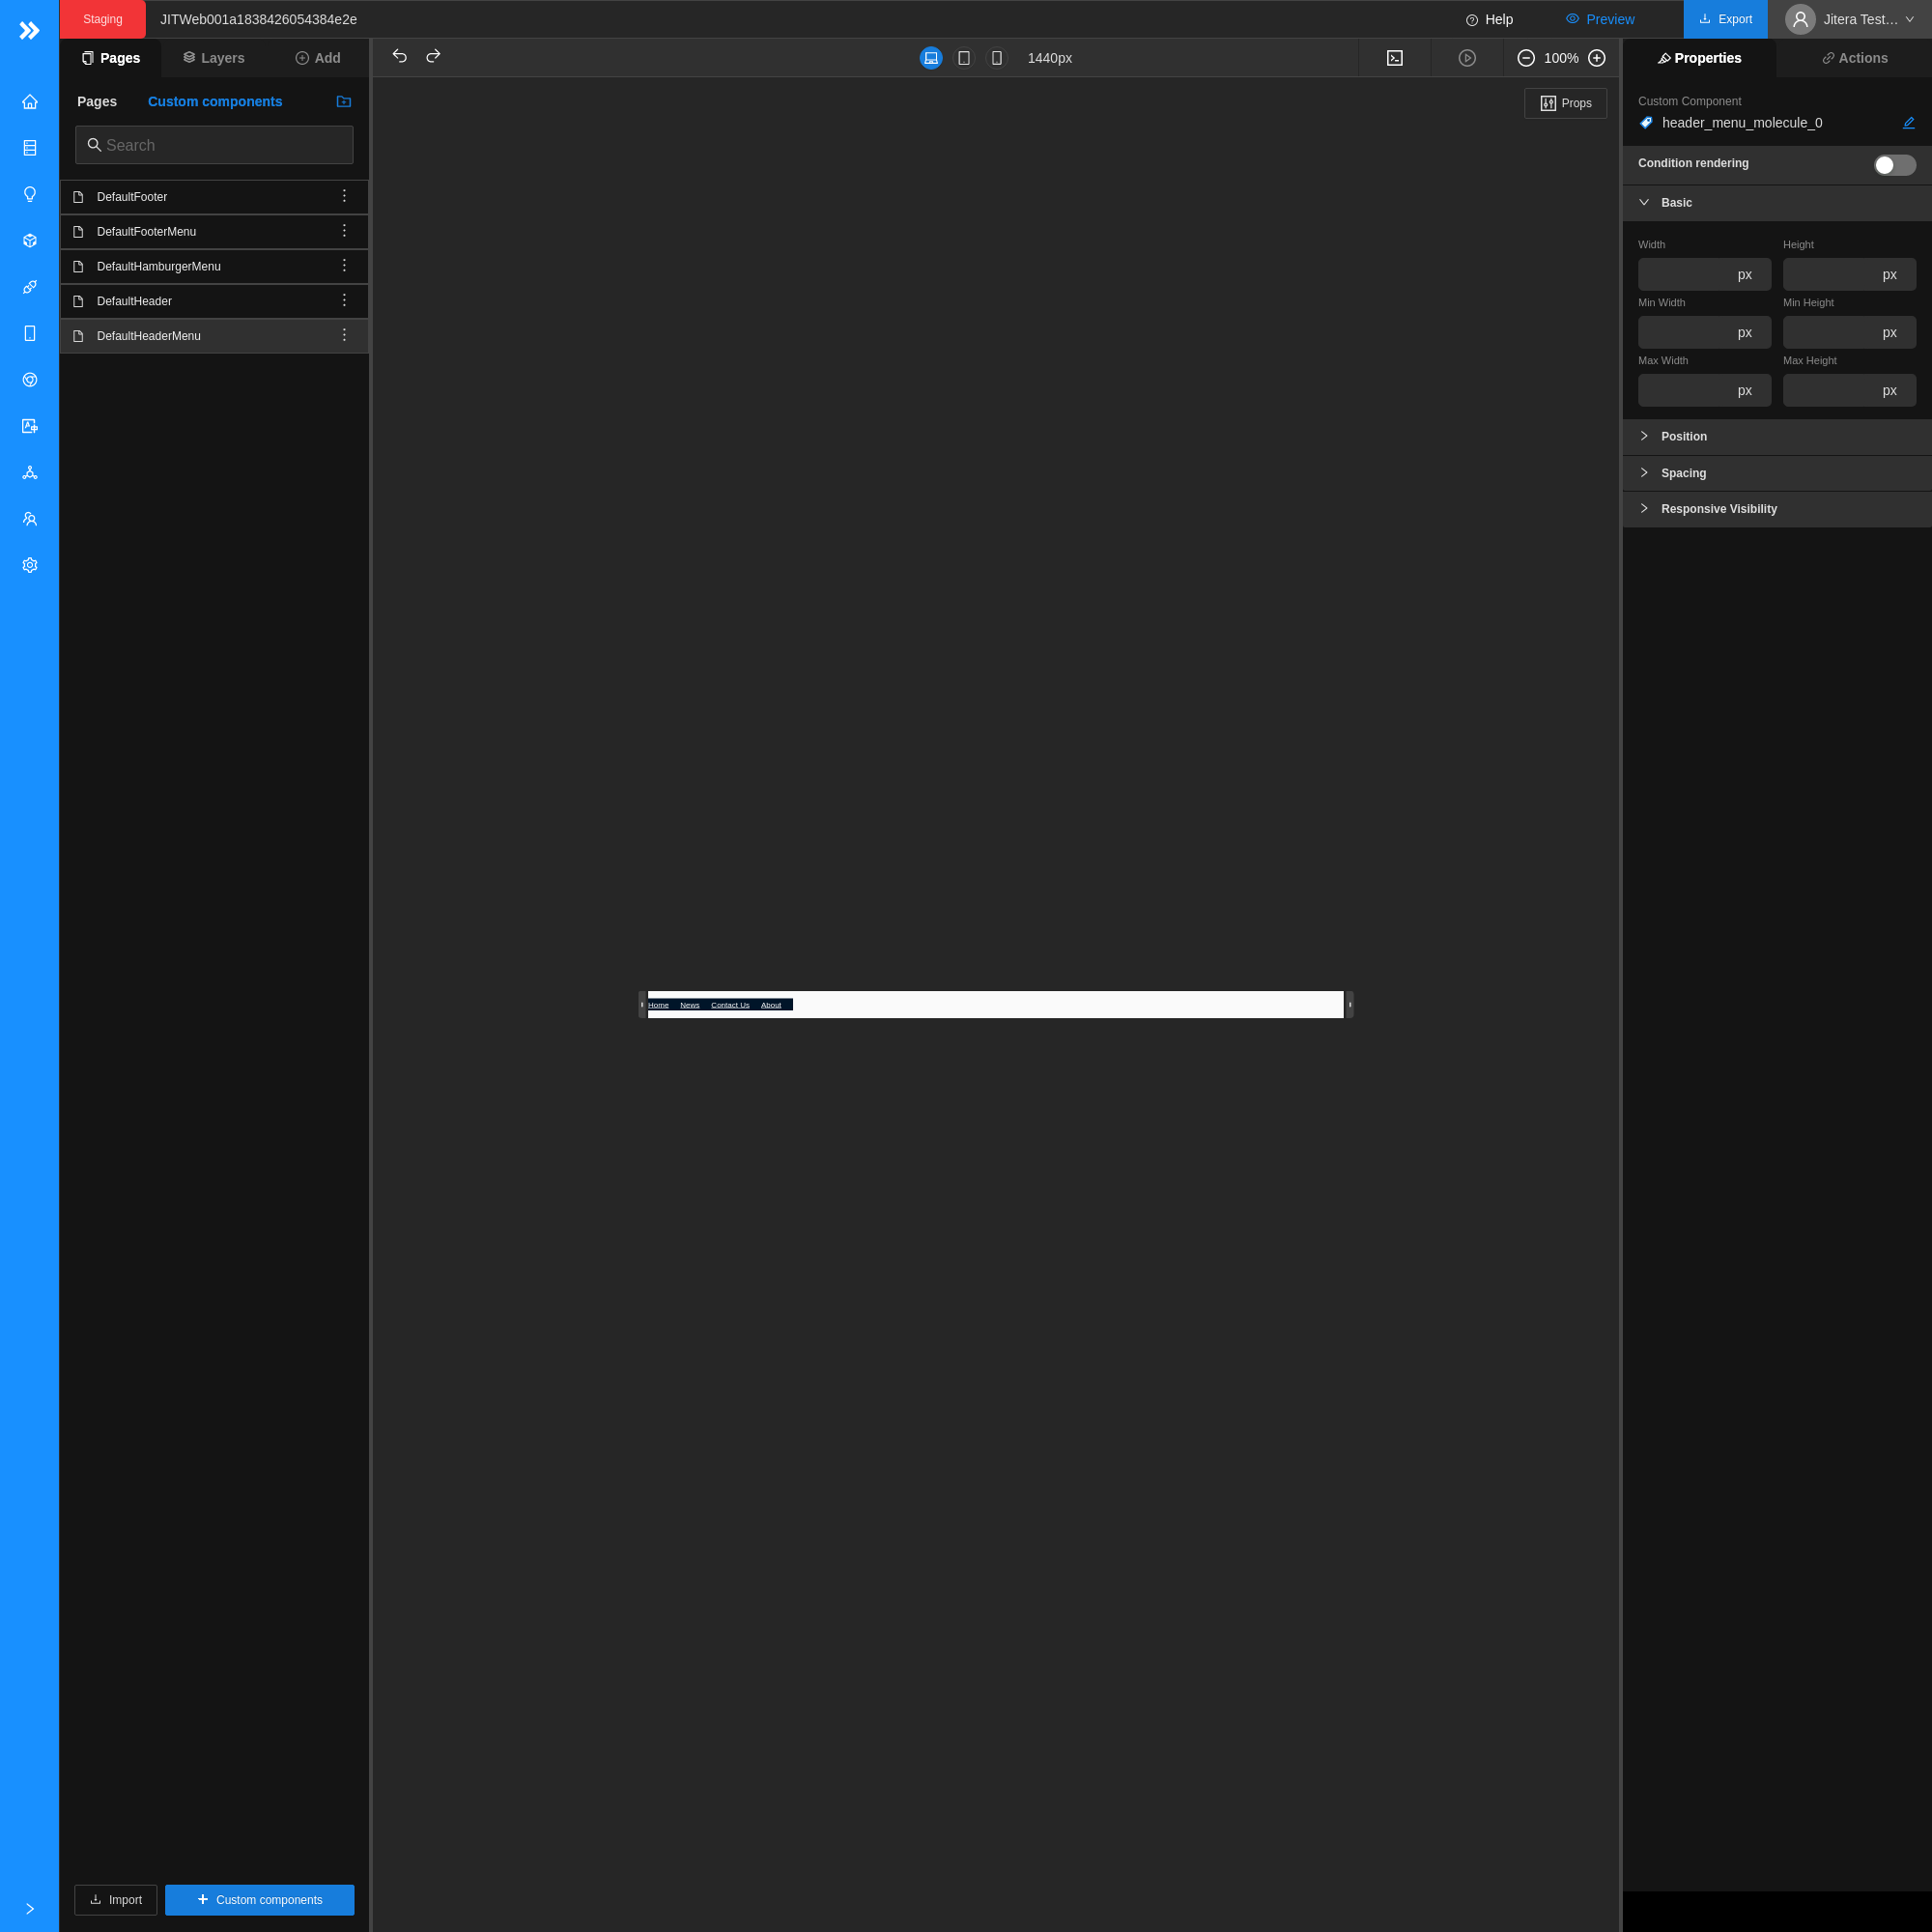 Staging
JITWeb001a1838426054384e2e
Help
Preview
Export
Jitera Test…
Pages
Layers
Add
1440px
100%
Properties
Actions
Pages
Custom components
Search
DefaultFooter
DefaultFooterMenu
DefaultHamburgerMenu
DefaultHeader
DefaultHeaderMenu
Import
Custom components
Props
Home News Contact Us About
Custom Component
header_menu_molecule_0
Condition rendering
Basic
Width Height
px px
Min Width Min Height
px px
Max Width Max Height
px px
Position
Spacing
Responsive Visibility